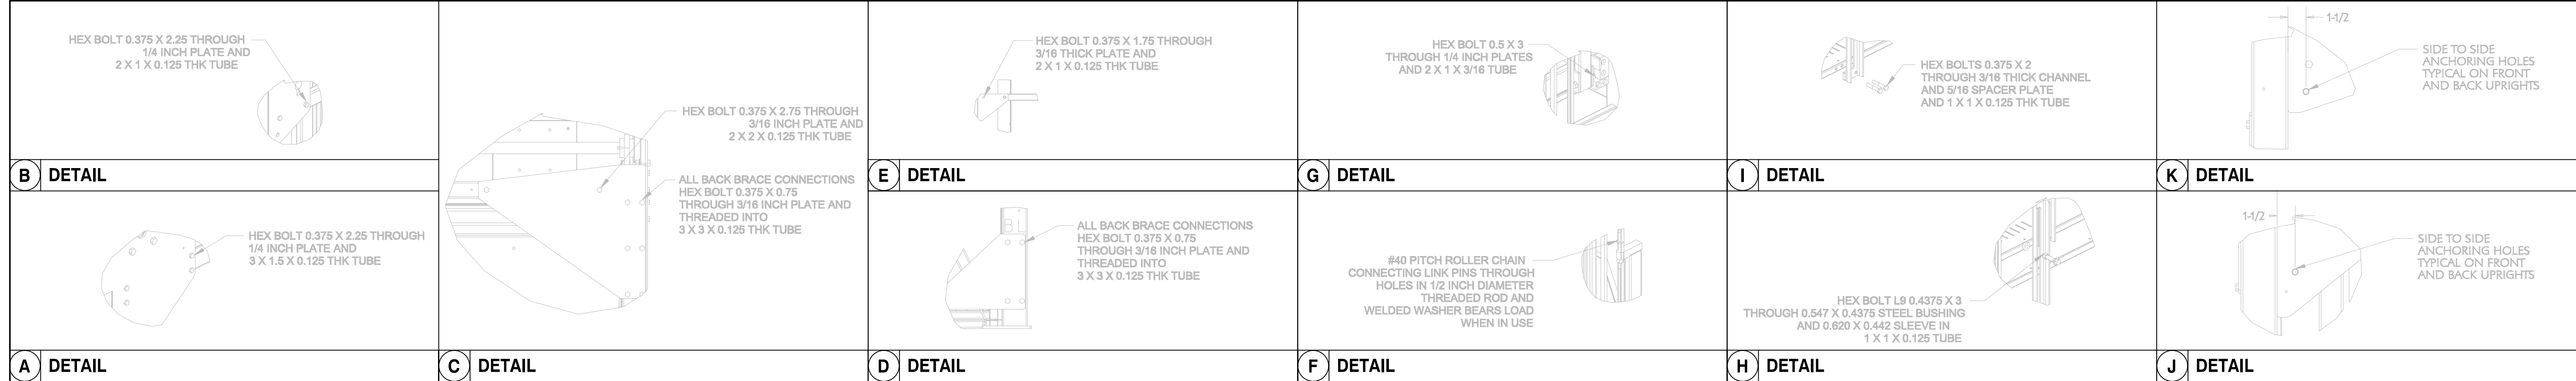 HEX BOLT 0.375 X 2.25 THROUGH
1/4 INCH PLATE AND
2 X 1 X 0.125 THK TUBE
B DETAIL
HEX BOLT 0.375 X 2.25 THROUGH
1/4 INCH PLATE AND
3 X 1.5 X 0.125 THK TUBE
A DETAIL
HEX BOLT 0.375 X 2.75 THROUGH
3/16 INCH PLATE AND
2 X 2 X 0.125 THK TUBE
ALL BACK BRACE CONNECTIONS
HEX BOLT 0.375 X 0.75
THROUGH 3/16 INCH PLATE AND
THREADED INTO
3 X 3 X 0.125 THK TUBE
C DETAIL
HEX BOLT 0.375 X 1.75 THROUGH
3/16 THICK PLATE AND
2 X 1 X 0.125 THK TUBE
E DETAIL
BL
ALL BACK BRACE CONNECTIONS
HEX BOLT 0.375 X 0.75
THROUGH 3/16 INCH PLATE AND
THREADED INTO
3 X 3 X 0.125 THK TUBE
D DETAIL
HEX BOLT 0.5 X 3
THROUGH 1/4 INCH PLATES
AND 2 X 1 X 3/16 TUBE
G DETAIL
#40 PITCH ROLLER CHAIN
CONNECTING LINK PINS THROUGH
HOLES IN 1/2 INCH DIAMETER
THREADED ROD AND
WELDED WASHER BEARS LOAD
WHEN IN USE
F DETAIL
HEX BOLTS 0.375 X 2
THROUGH 3/16 THICK CHANNEL
AND 5/16 SPACER PLATE
AND 1 X 1 X 0.125 THK TUBE
I DETAIL
HEX BOLT L9 0.4375 X 3
THROUGH 0.547 X 0.4375 STEEL BUSHING
AND 0.620 X 0.442 SLEEVE IN
1 X 1 X 0.125 TUBE
H DETAIL
1-1/2
SIDE TO SIDE
ANCHORING HOLES
TYPICAL ON FRONT
AND BACK UPRIGHTS
K DETAIL
1-1/2
SIDE TO SIDE
ANCHORING HOLES
TYPICAL ON FRONT
AND BACK UPRIGHTS
J DETAIL